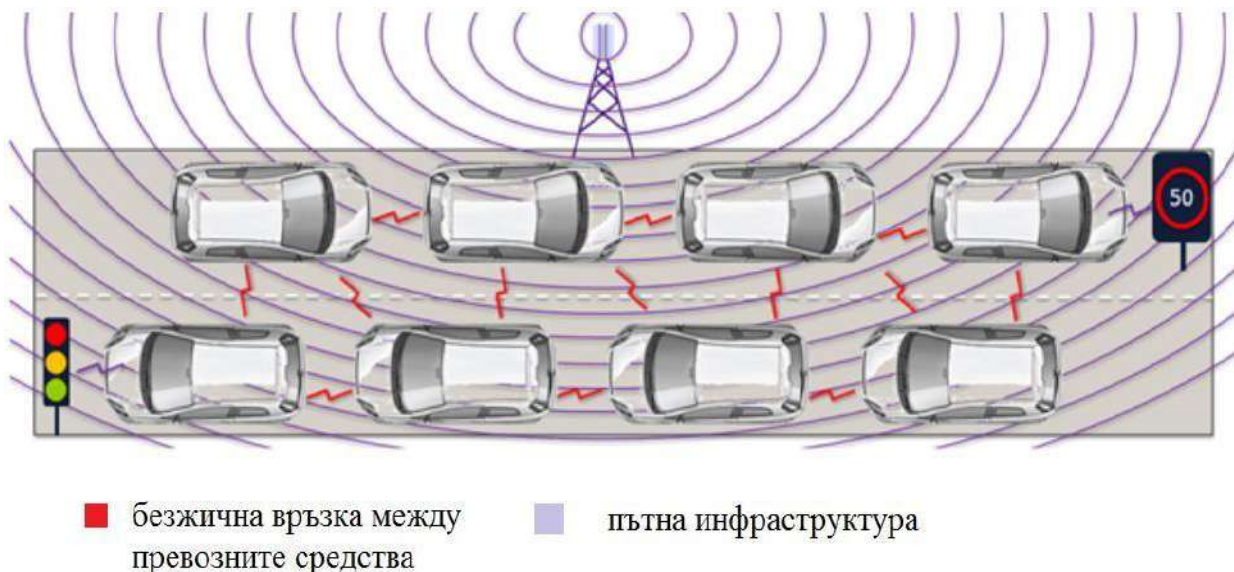 50
безжична връзка между
превозните средства
пътна инфраструктура